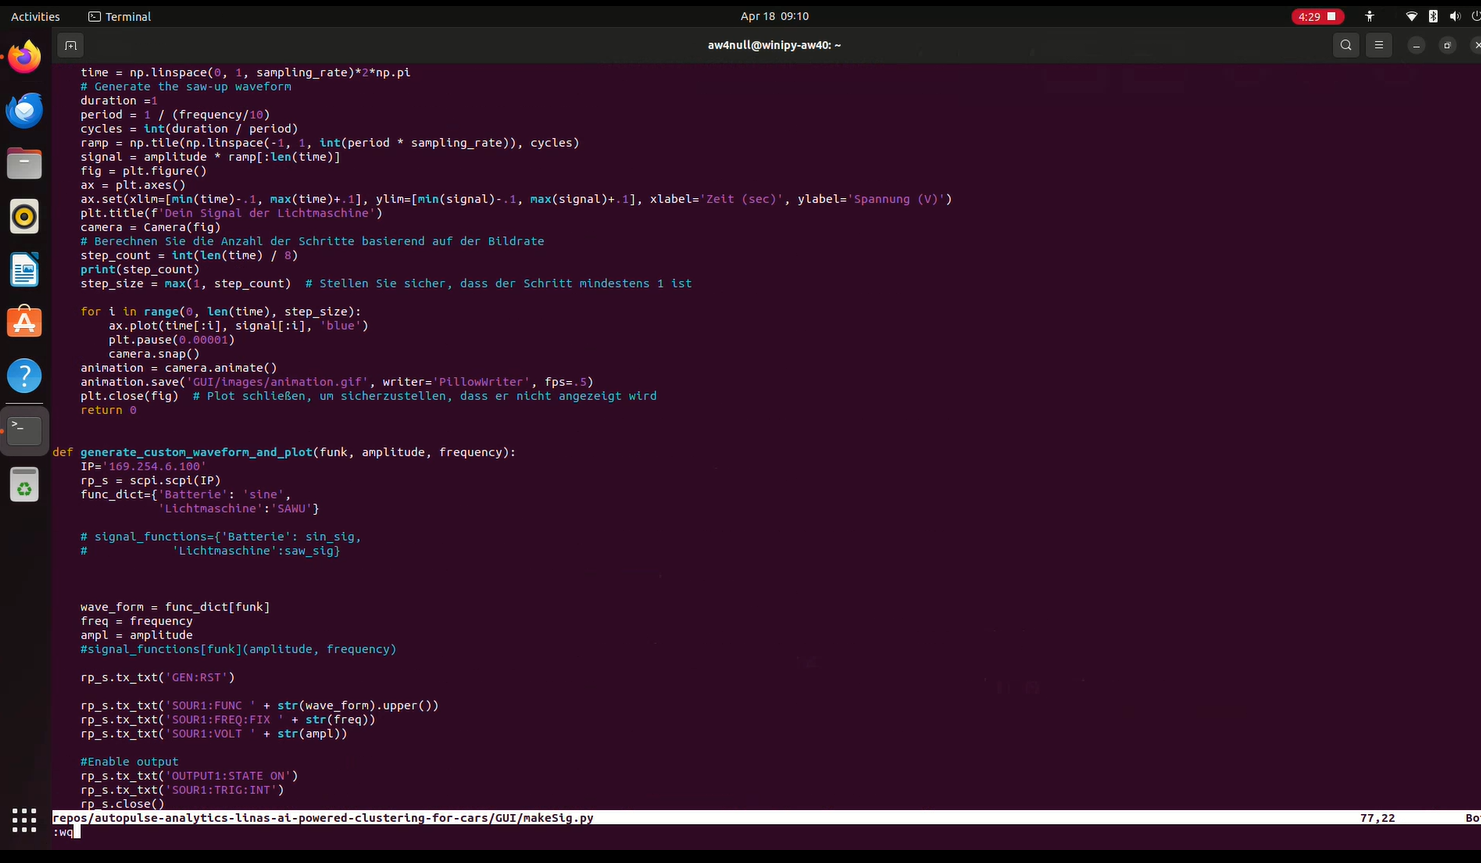 Activities
Terminal
Apr 18 09:10
4:29
aw4null@winipy-aw40: ~
time = np.linspace(0, 1, sampling_rate)*2*np.pi
# Generate the saw-up waveform
duration =1
period = 1 / (frequency/10)
cycles = int(duration / period)
ramp = np.tile(np.linspace(-1, 1, int(period * sampling_rate)), cycles)
signal = amplitude * ramp[:len(time)]
fig = plt.figure()
ax = plt.axes()
ax.set(xlim=[min(time)-.1, max(time)+.1], ylim=[min(signal)-.1, max(signal)+.1], xlabel='Zeit (sec)', ylabel='Spannung (V)')
plt.title(f'Dein Signal der Lichtmaschine')
camera = Camera(fig)
# Berechnen Sie die Anzahl der Schritte basierend auf der Bildrate
step_count = int(len(time) / 8)
print(step_count)
step_size = max(1, step_count)  # Stellen Sie sicher, dass der Schritt mindestens 1 ist
for i in range(0, len(time), step_size):
ax.plot(time[:i], signal[:i], 'blue')
plt.pause(0.00001)
camera.snap()
animation = camera.animate()
animation.save('GUI/images/animation.gif', writer='PillowWriter', fps=.5)
plt.close(fig)  # Plot schließen, um sicherzustellen, dass er nicht angezeigt wird
return 0
def generate_custom_waveform_and_plot(funk, amplitude, frequency):
IP='169.254.6.100'
rp_s = scpi.scpi(IP)
func_dict={'Batterie': 'sine',
'Lichtmaschine':'SAWU'}
# signal_functions={'Batterie': sin_sig,
#            'Lichtmaschine':saw_sig}
wave_form = func_dict[funk]
freq = frequency
ampl = amplitude
#signal_functions[funk](amplitude, frequency)
rp_s.tx_txt('GEN:RST')
rp_s.tx_txt('SOUR1:FUNC ' + str(wave_form).upper())
rp_s.tx_txt('SOUR1:FREQ:FIX ' + str(freq))
rp_s.tx_txt('SOUR1:VOLT ' + str(ampl))
#Enable output
rp_s.tx_txt('OUTPUT1:STATE ON')
rp_s.tx_txt('SOUR1:TRIG:INT')
rp_s.close()
repos/autopulse-analytics-linas-ai-powered-clustering-for-cars/GUI/makeSig.py 77,22 Bo
:wq